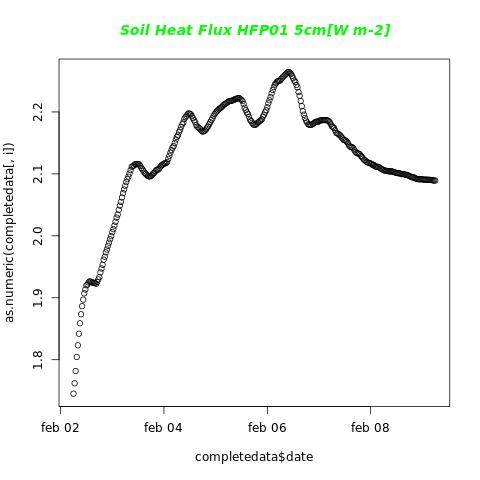 Soil Heat Flux HFP01 5cm[W m-2]
as.numeric(completedata[, i])
2.2
2.1
2.0
1.9
1.8
feb 02
feb 04
feb 06
feb 08
completedata$date